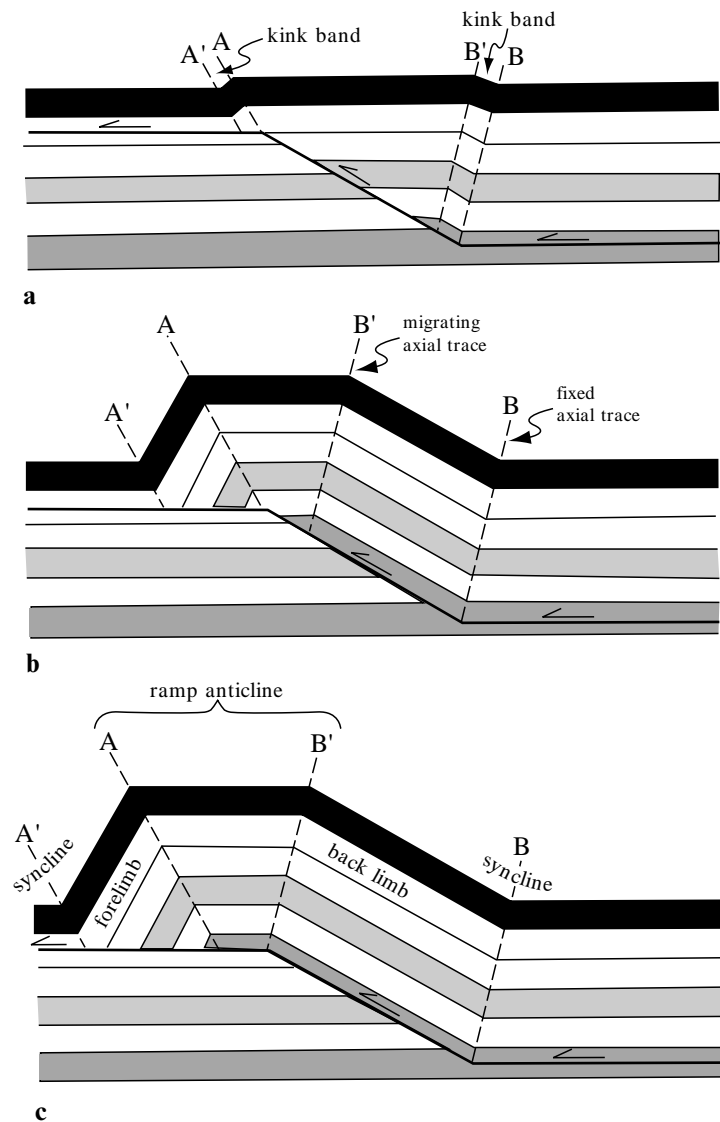 A' A kink band
B' kink band B
a
A
B' migrating
axial trace
A'
B fixed
axial trace
b
ramp anticline
A
B'
A'
syncline
forelimb
back limb
B
syncline
c